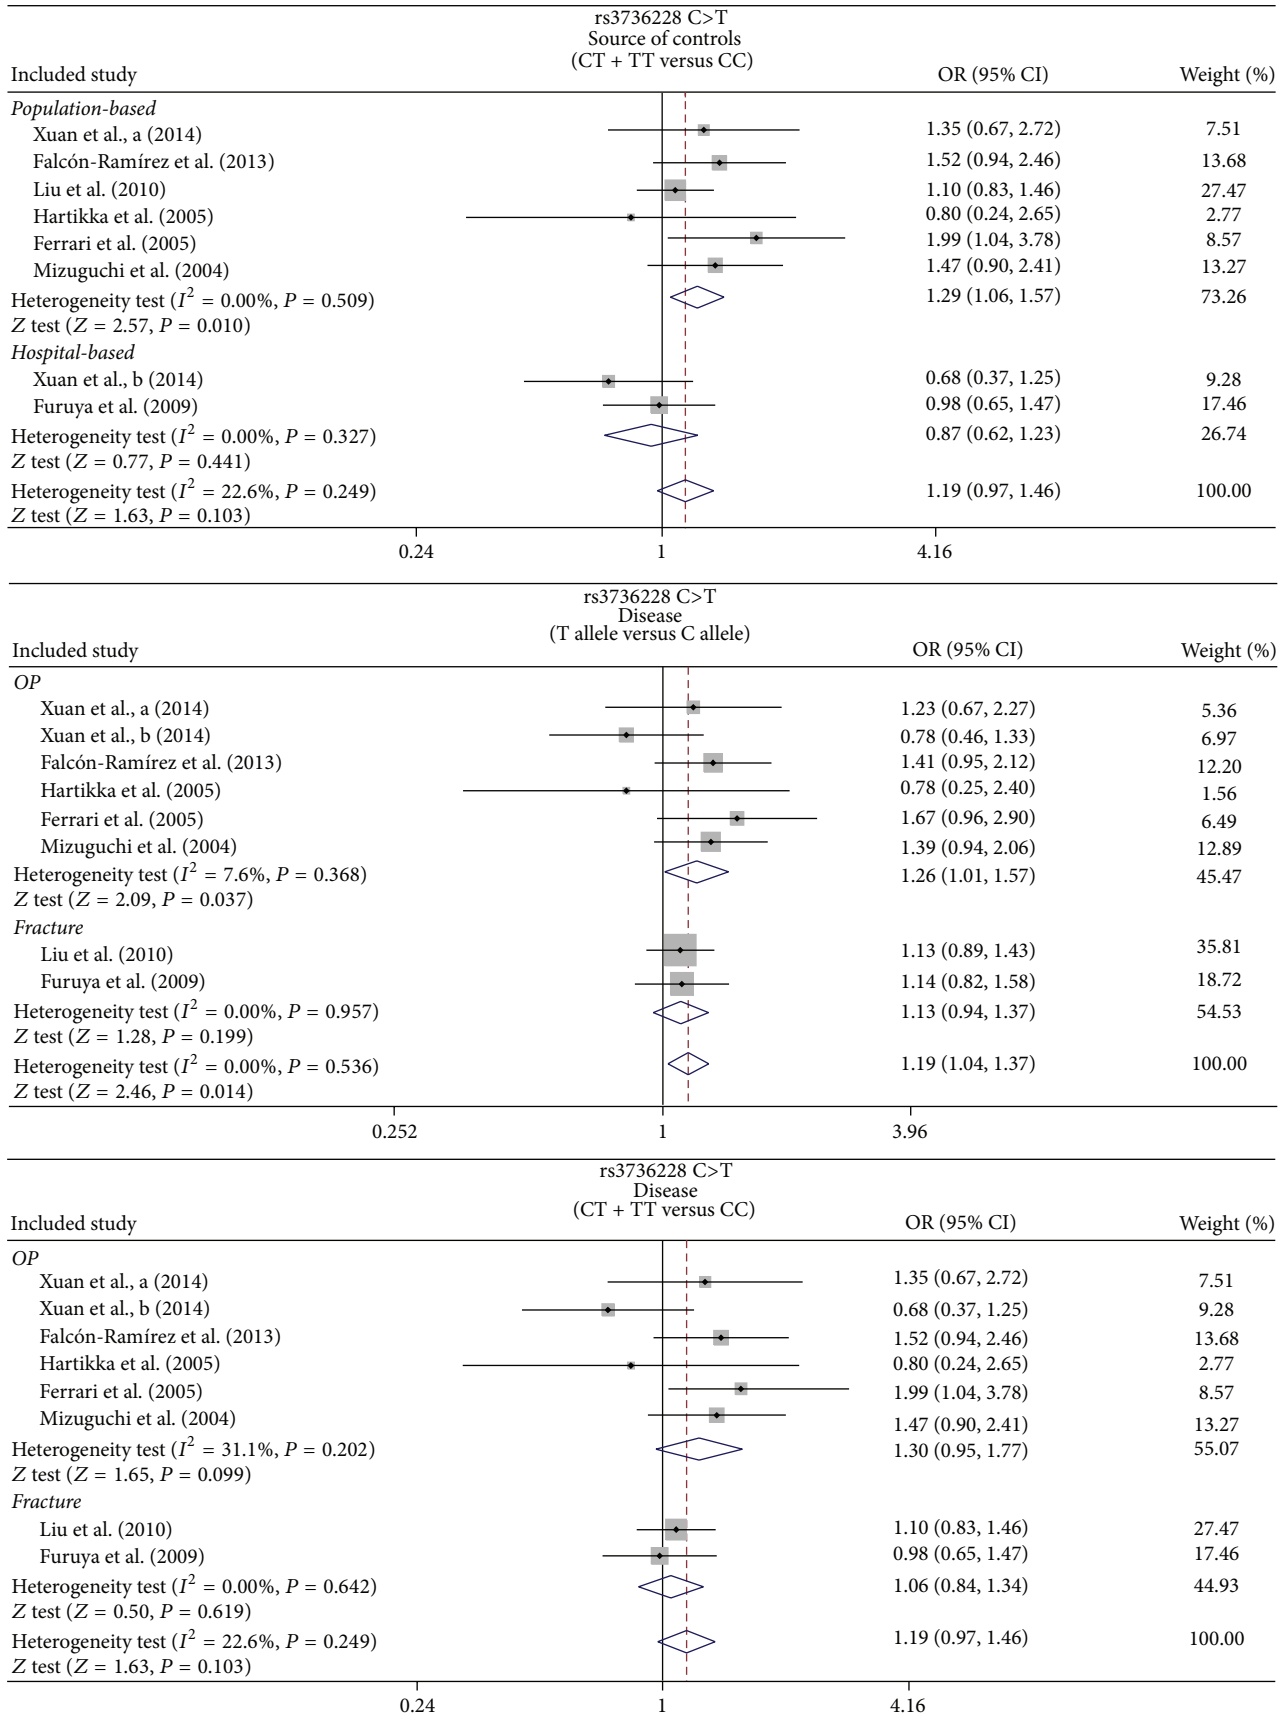 rs3736228 C>T
Source of controls
(CT + TT versus CC)
Included study OR (95% CI) Weight (%)
Population-based
Xuan et al., a (2014) 1.35 (0.67, 2.72) 7.51
Falcón-Ramírez et al. (2013) 1.52 (0.94, 2.46) 13.68
Liu et al. (2010) 1.10 (0.83, 1.46) 27.47
Hartikka et al. (2005) 0.80 (0.24, 2.65) 2.77
Ferrari et al. (2005) 1.99 (1.04, 3.78) 8.57
Mizuguchi et al. (2004) 1.47 (0.90, 2.41) 13.27
Heterogeneity test (I² = 0.00%, P = 0.509) 1.29 (1.06, 1.57) 73.26
Z test (Z = 2.57, P = 0.010)
Hospital-based
Xuan et al., b (2014) 0.68 (0.37, 1.25) 9.28
Furuya et al. (2009) 0.98 (0.65, 1.47) 17.46
Heterogeneity test (I² = 0.00%, P = 0.327) 0.87 (0.62, 1.23) 26.74
Z test (Z = 0.77, P = 0.441)
Heterogeneity test (I² = 22.6%, P = 0.249) 1.19 (0.97, 1.46) 100.00
Z test (Z = 1.63, P = 0.103)
0.24 1 4.16
rs3736228 C>T
Disease
(T allele versus C allele)
Included study OR (95% CI) Weight (%)
OP
Xuan et al., a (2014) 1.23 (0.67, 2.27) 5.36
Xuan et al., b (2014) 0.78 (0.46, 1.33) 6.97
Falcón-Ramírez et al. (2013) 1.41 (0.95, 2.12) 12.20
Hartikka et al. (2005) 0.78 (0.25, 2.40) 1.56
Ferrari et al. (2005) 1.67 (0.96, 2.90) 6.49
Mizuguchi et al. (2004) 1.39 (0.94, 2.06) 12.89
Heterogeneity test (I² = 7.6%, P = 0.368) 1.26 (1.01, 1.57) 45.47
Z test (Z = 2.09, P = 0.037)
Fracture
Liu et al. (2010) 1.13 (0.89, 1.43) 35.81
Furuya et al. (2009) 1.14 (0.82, 1.58) 18.72
Heterogeneity test (I² = 0.00%, P = 0.957) 1.13 (0.94, 1.37) 54.53
Z test (Z = 1.28, P = 0.199)
Heterogeneity test (I² = 0.00%, P = 0.536) 1.19 (1.04, 1.37) 100.00
Z test (Z = 2.46, P = 0.014)
0.252 1 3.96
rs3736228 C>T
Disease
(CT + TT versus CC)
Included study OR (95% CI) Weight (%)
OP
Xuan et al., a (2014) 1.35 (0.67, 2.72) 7.51
Xuan et al., b (2014) 0.68 (0.37, 1.25) 9.28
Falcón-Ramírez et al. (2013) 1.52 (0.94, 2.46) 13.68
Hartikka et al. (2005) 0.80 (0.24, 2.65) 2.77
Ferrari et al. (2005) 1.99 (1.04, 3.78) 8.57
Mizuguchi et al. (2004) 1.47 (0.90, 2.41) 13.27
Heterogeneity test (I² = 31.1%, P = 0.202) 1.30 (0.95, 1.77) 55.07
Z test (Z = 1.65, P = 0.099)
Fracture
Liu et al. (2010) 1.10 (0.83, 1.46) 27.47
Furuya et al. (2009) 0.98 (0.65, 1.47) 17.46
Heterogeneity test (I² = 0.00%, P = 0.642) 1.06 (0.84, 1.34) 44.93
Z test (Z = 0.50, P = 0.619)
Heterogeneity test (I² = 22.6%, P = 0.249) 1.19 (0.97, 1.46) 100.00
Z test (Z = 1.63, P = 0.103)
0.24 1 4.16